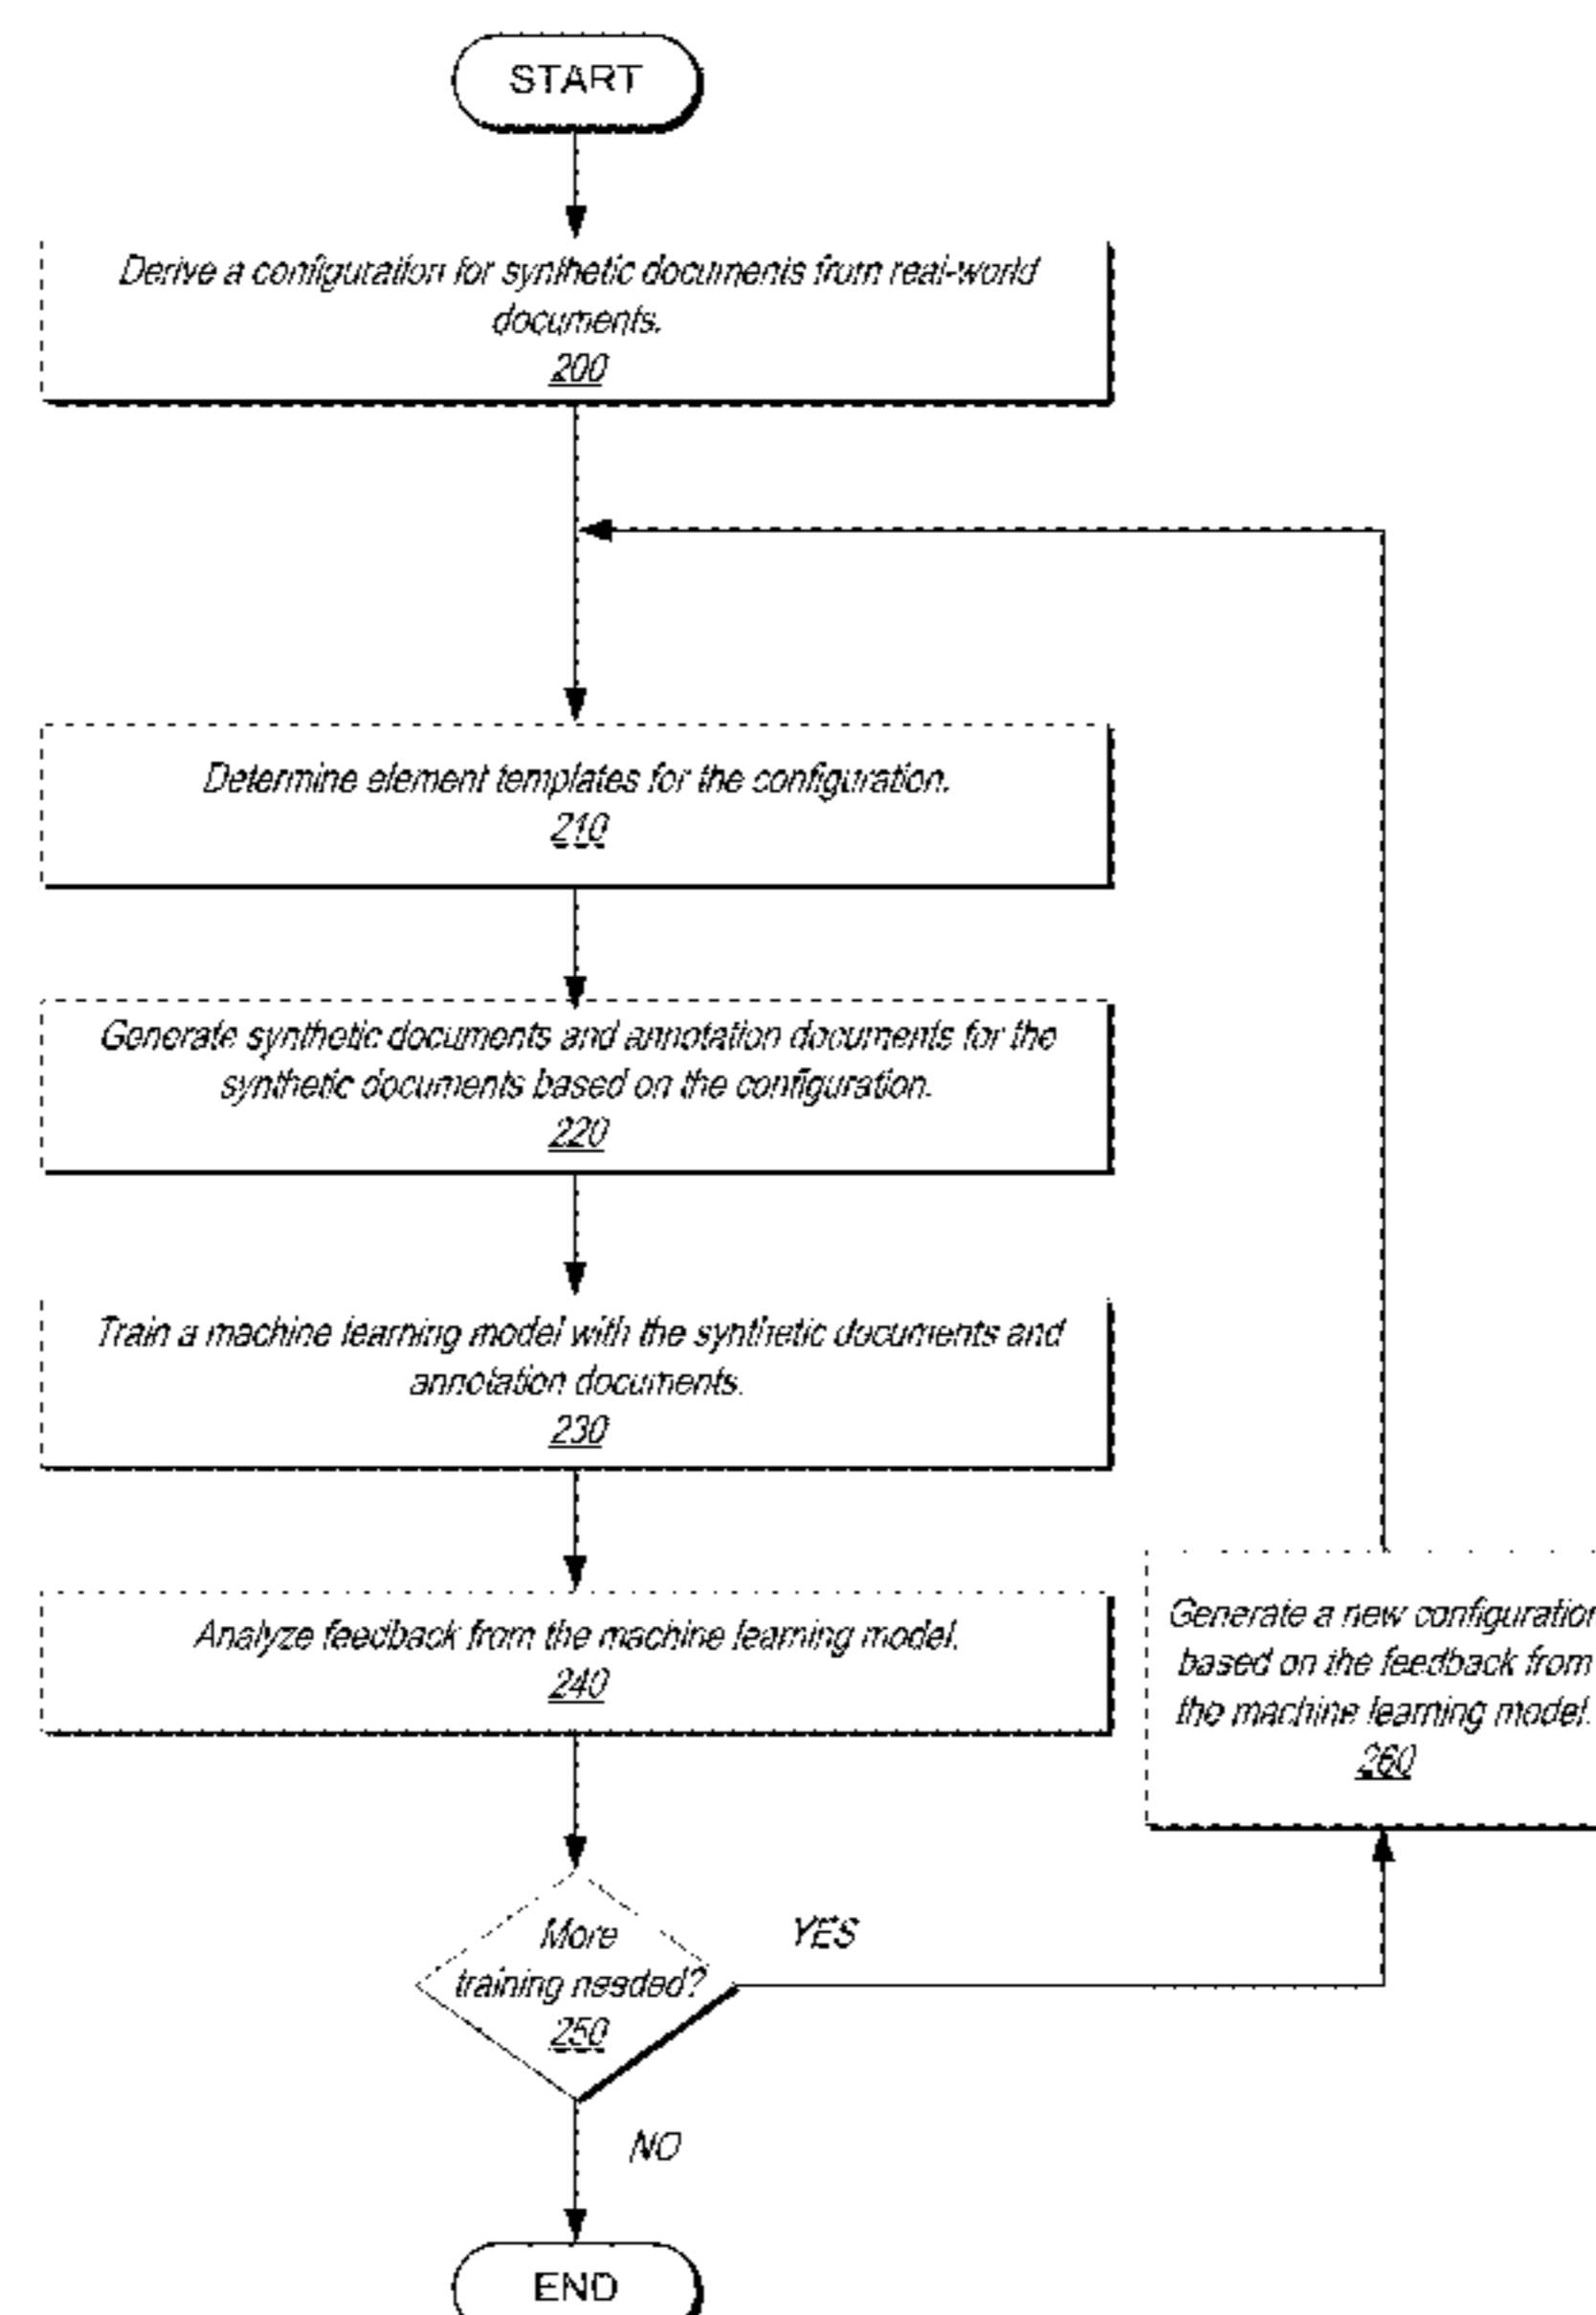 START
Derive a configuration for synthetic documents from real-world
documents.
200
Determine element templates for the configuration.
210
Generate synthetic documents and annotation documents for the
synthetic documents based on the configuration.
220
Train a machine learning model with the synthetic documents and
annotation documents.
230
Analyze feedback from the machine learning model.
240
Generate a new configuration
based on the feedback from
the machine learning model.
260
More
training needed?
250
YES
NO
END